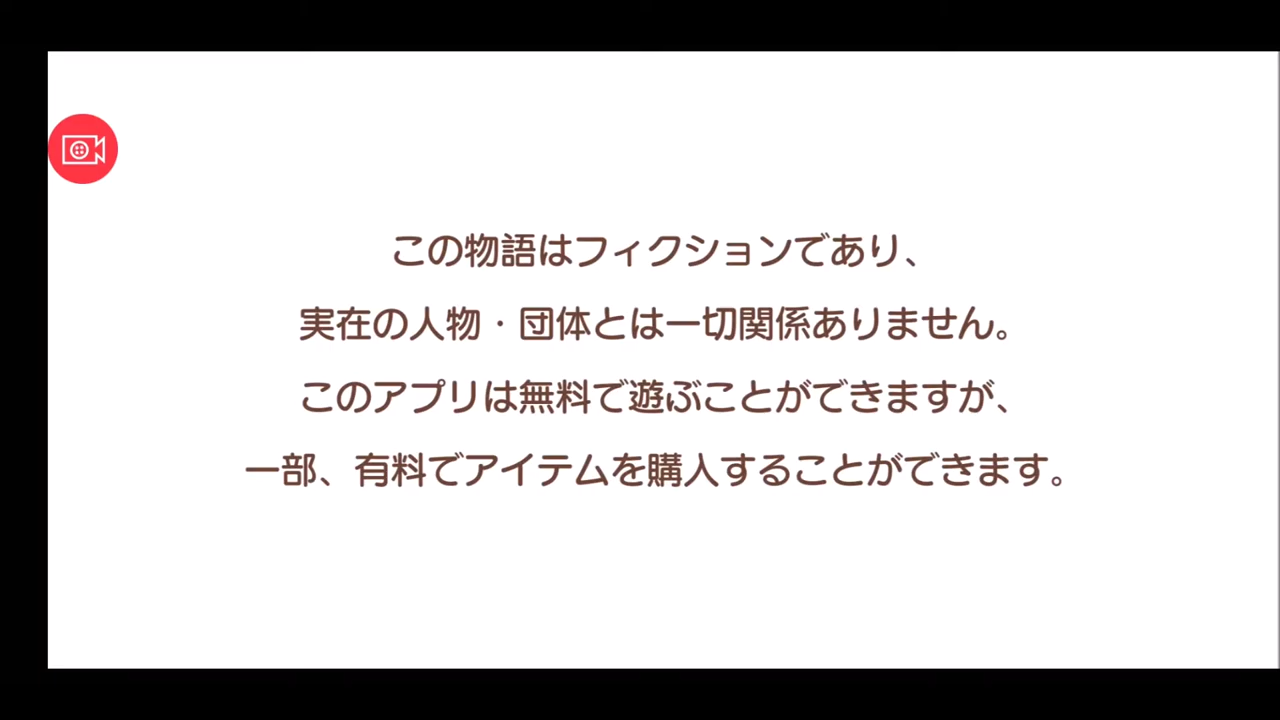 この物語はフィクションであり、
実在の人物・団体とは一切関係ありません。
このアプリは無料で遊ぶことができますが、
一部、有料でアイテムを購入することができます。